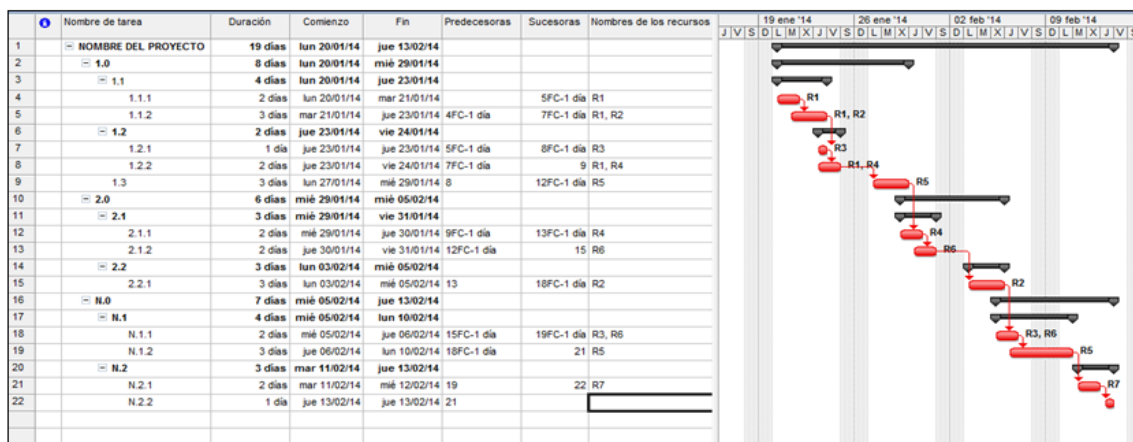 Nombre de tarea Duración Comienzo Fin Predecesoras Sucesoras Nombres de los recursos 19 ene '14 26 ene '14 02 feb '14 09 feb '14
J V S D L M X J V S D L M X J V S D L M X J V S D L M X J V S
1 NOMBRE DEL PROYECTO 19 días lun 20/01/14 jue 13/02/14
2 1.0 8 días lun 20/01/14 mié 29/01/14
3 1.1 4 días lun 20/01/14 jue 23/01/14
4 1.1.1 2 días lun 20/01/14 mar 21/01/14 5FC-1 día R1 R1
5 1.1.2 3 días mar 21/01/14 jue 23/01/14 4FC-1 día 7FC-1 día R1, R2 R1, R2
6 1.2 2 días jue 23/01/14 vie 24/01/14
7 1.2.1 1 día jue 23/01/14 jue 23/01/14 5FC-1 día 8FC-1 día R3 R3
8 1.2.2 2 días jue 23/01/14 vie 24/01/14 7FC-1 día 9 R1, R4 R1, R4
9 1.3 3 días lun 27/01/14 mié 29/01/14 8 12FC-1 día R5 R5
10 2.0 6 días mié 29/01/14 mié 05/02/14
11 2.1 3 días mié 29/01/14 vie 31/01/14
12 2.1.1 2 días mié 29/01/14 jue 30/01/14 9FC-1 día 13FC-1 día R4 R4
13 2.1.2 2 días jue 30/01/14 vie 31/01/14 12FC-1 día 15 R6 R6
14 2.2 3 días lun 03/02/14 mié 05/02/14
15 2.2.1 3 días lun 03/02/14 mié 05/02/14 13 18FC-1 día R2 R2
16 N.0 7 días mié 05/02/14 jue 13/02/14
17 N.1 4 días mié 05/02/14 lun 10/02/14
18 N.1.1 2 días mié 05/02/14 jue 06/02/14 15FC-1 día 19FC-1 día R3, R6 R3, R6
19 N.1.2 3 días jue 06/02/14 lun 10/02/14 18FC-1 día 21 R5 R5
20 N.2 3 días mar 11/02/14 jue 13/02/14
21 N.2.1 2 días mar 11/02/14 mié 12/02/14 19 22 R7 R7
22 N.2.2 1 día jue 13/02/14 jue 13/02/14 21